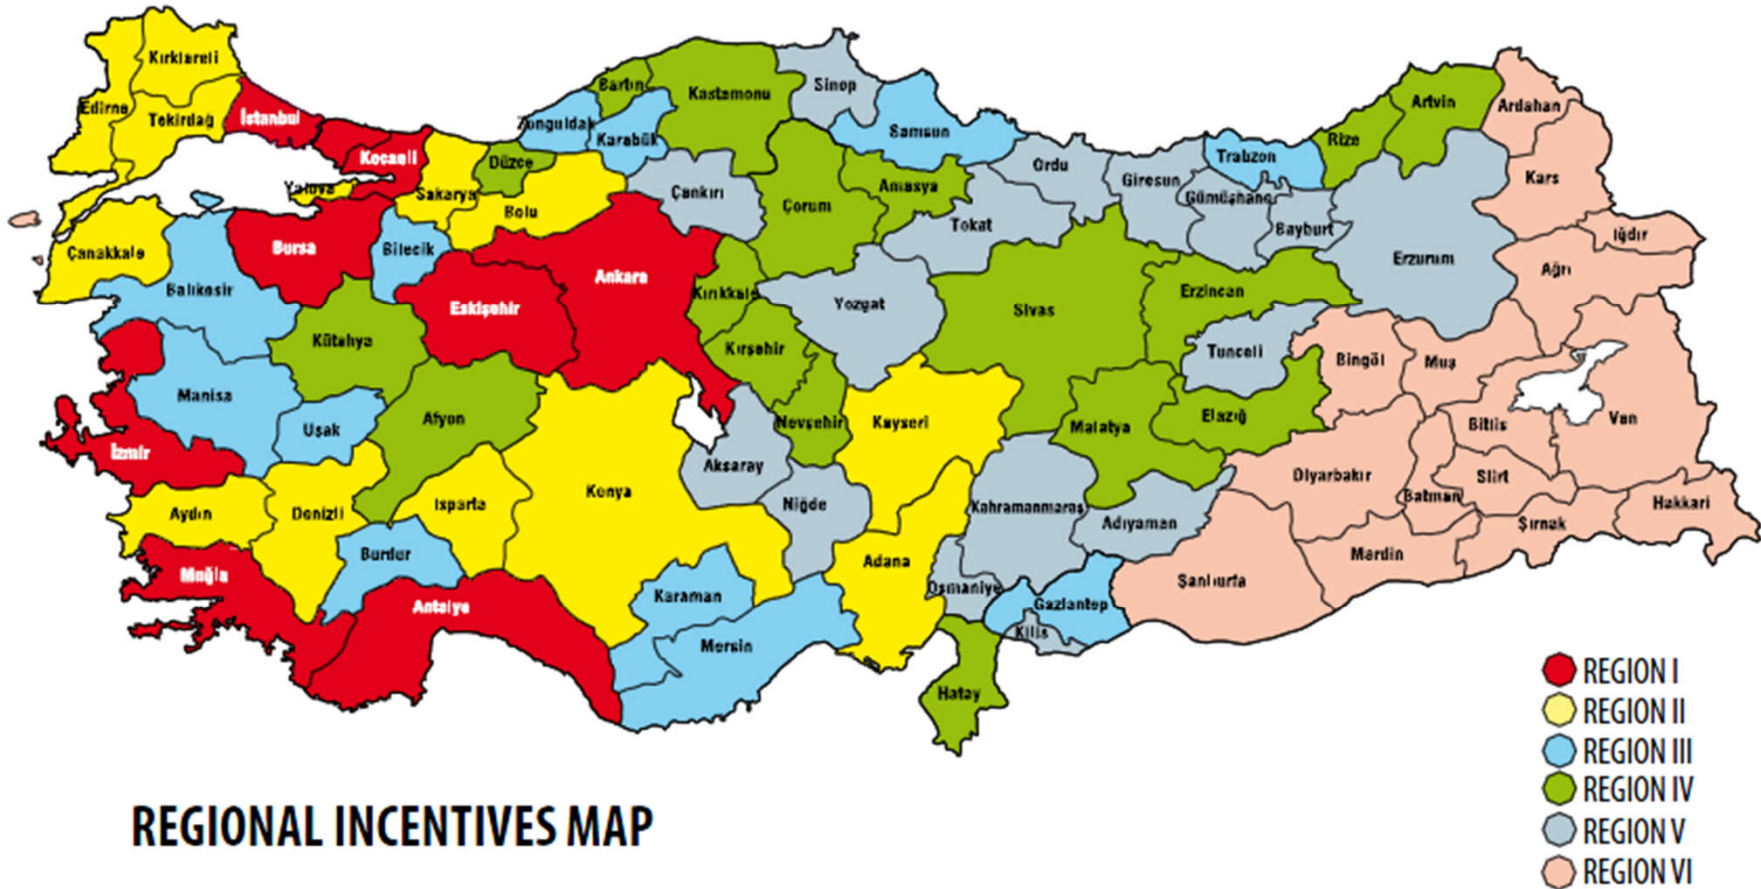 Kırklareli
Edirne
Tekirdağ
İstanbul
Kocaeli
Yalova
Sakarya
Düzce
Bolu
Zonguldak
Bartın
Karabük
Kastamonu
Sinop
Samsun
Çankırı
Çorum
Amasya
Tokat
Ordu
Giresun
Gümüşhane
Trabzon
Bayburt
Rize
Artvin
Ardahan
Kars
Iğdır
Ağrı
Erzurum
Çanakkale
Balıkesir
Bursa
Bilecik
Eskişehir
Ankara
Kütahya
Kırıkkale
Kırşehir
Yozgat
Sivas
Erzincan
Tunceli
Bingöl
Muş
Bitlis
Van
Manisa
Uşak
Afyon
İzmir
Nevşehir
Kayseri
Malatya
Elazığ
Aksaray
Niğde
Konya
Isparta
Denizli
Aydın
Burdur
Muğla
Antalya
Karaman
Mersin
Adana
Kahramanmaraş
Adıyaman
Osmaniye
Gaziantep
Kilis
Hatay
Şanlıurfa
Diyarbakır
Batman
Siirt
Mardin
Şırnak
Hakkari
REGIONAL INCENTIVES MAP
REGION I
REGION II
REGION III
REGION IV
REGION V
REGION VI